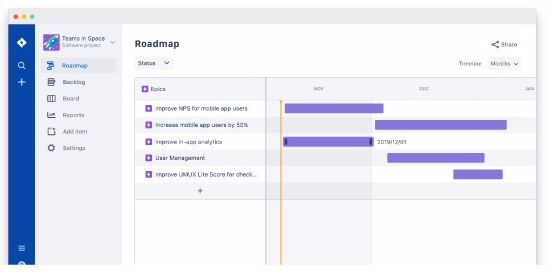 Teams in Space
Software project
Roadmap
Backlog
Board
Reports
Add item
Settings
Roadmap
Share
Status
Timeline
Months
Epics
NOV
DEC
JAN
Improve NPS for mobile app users
Increase mobile app users by 50%
Improve in-app analytics
2019/12/01
User Management
Improve UMUX Lite Score for check...